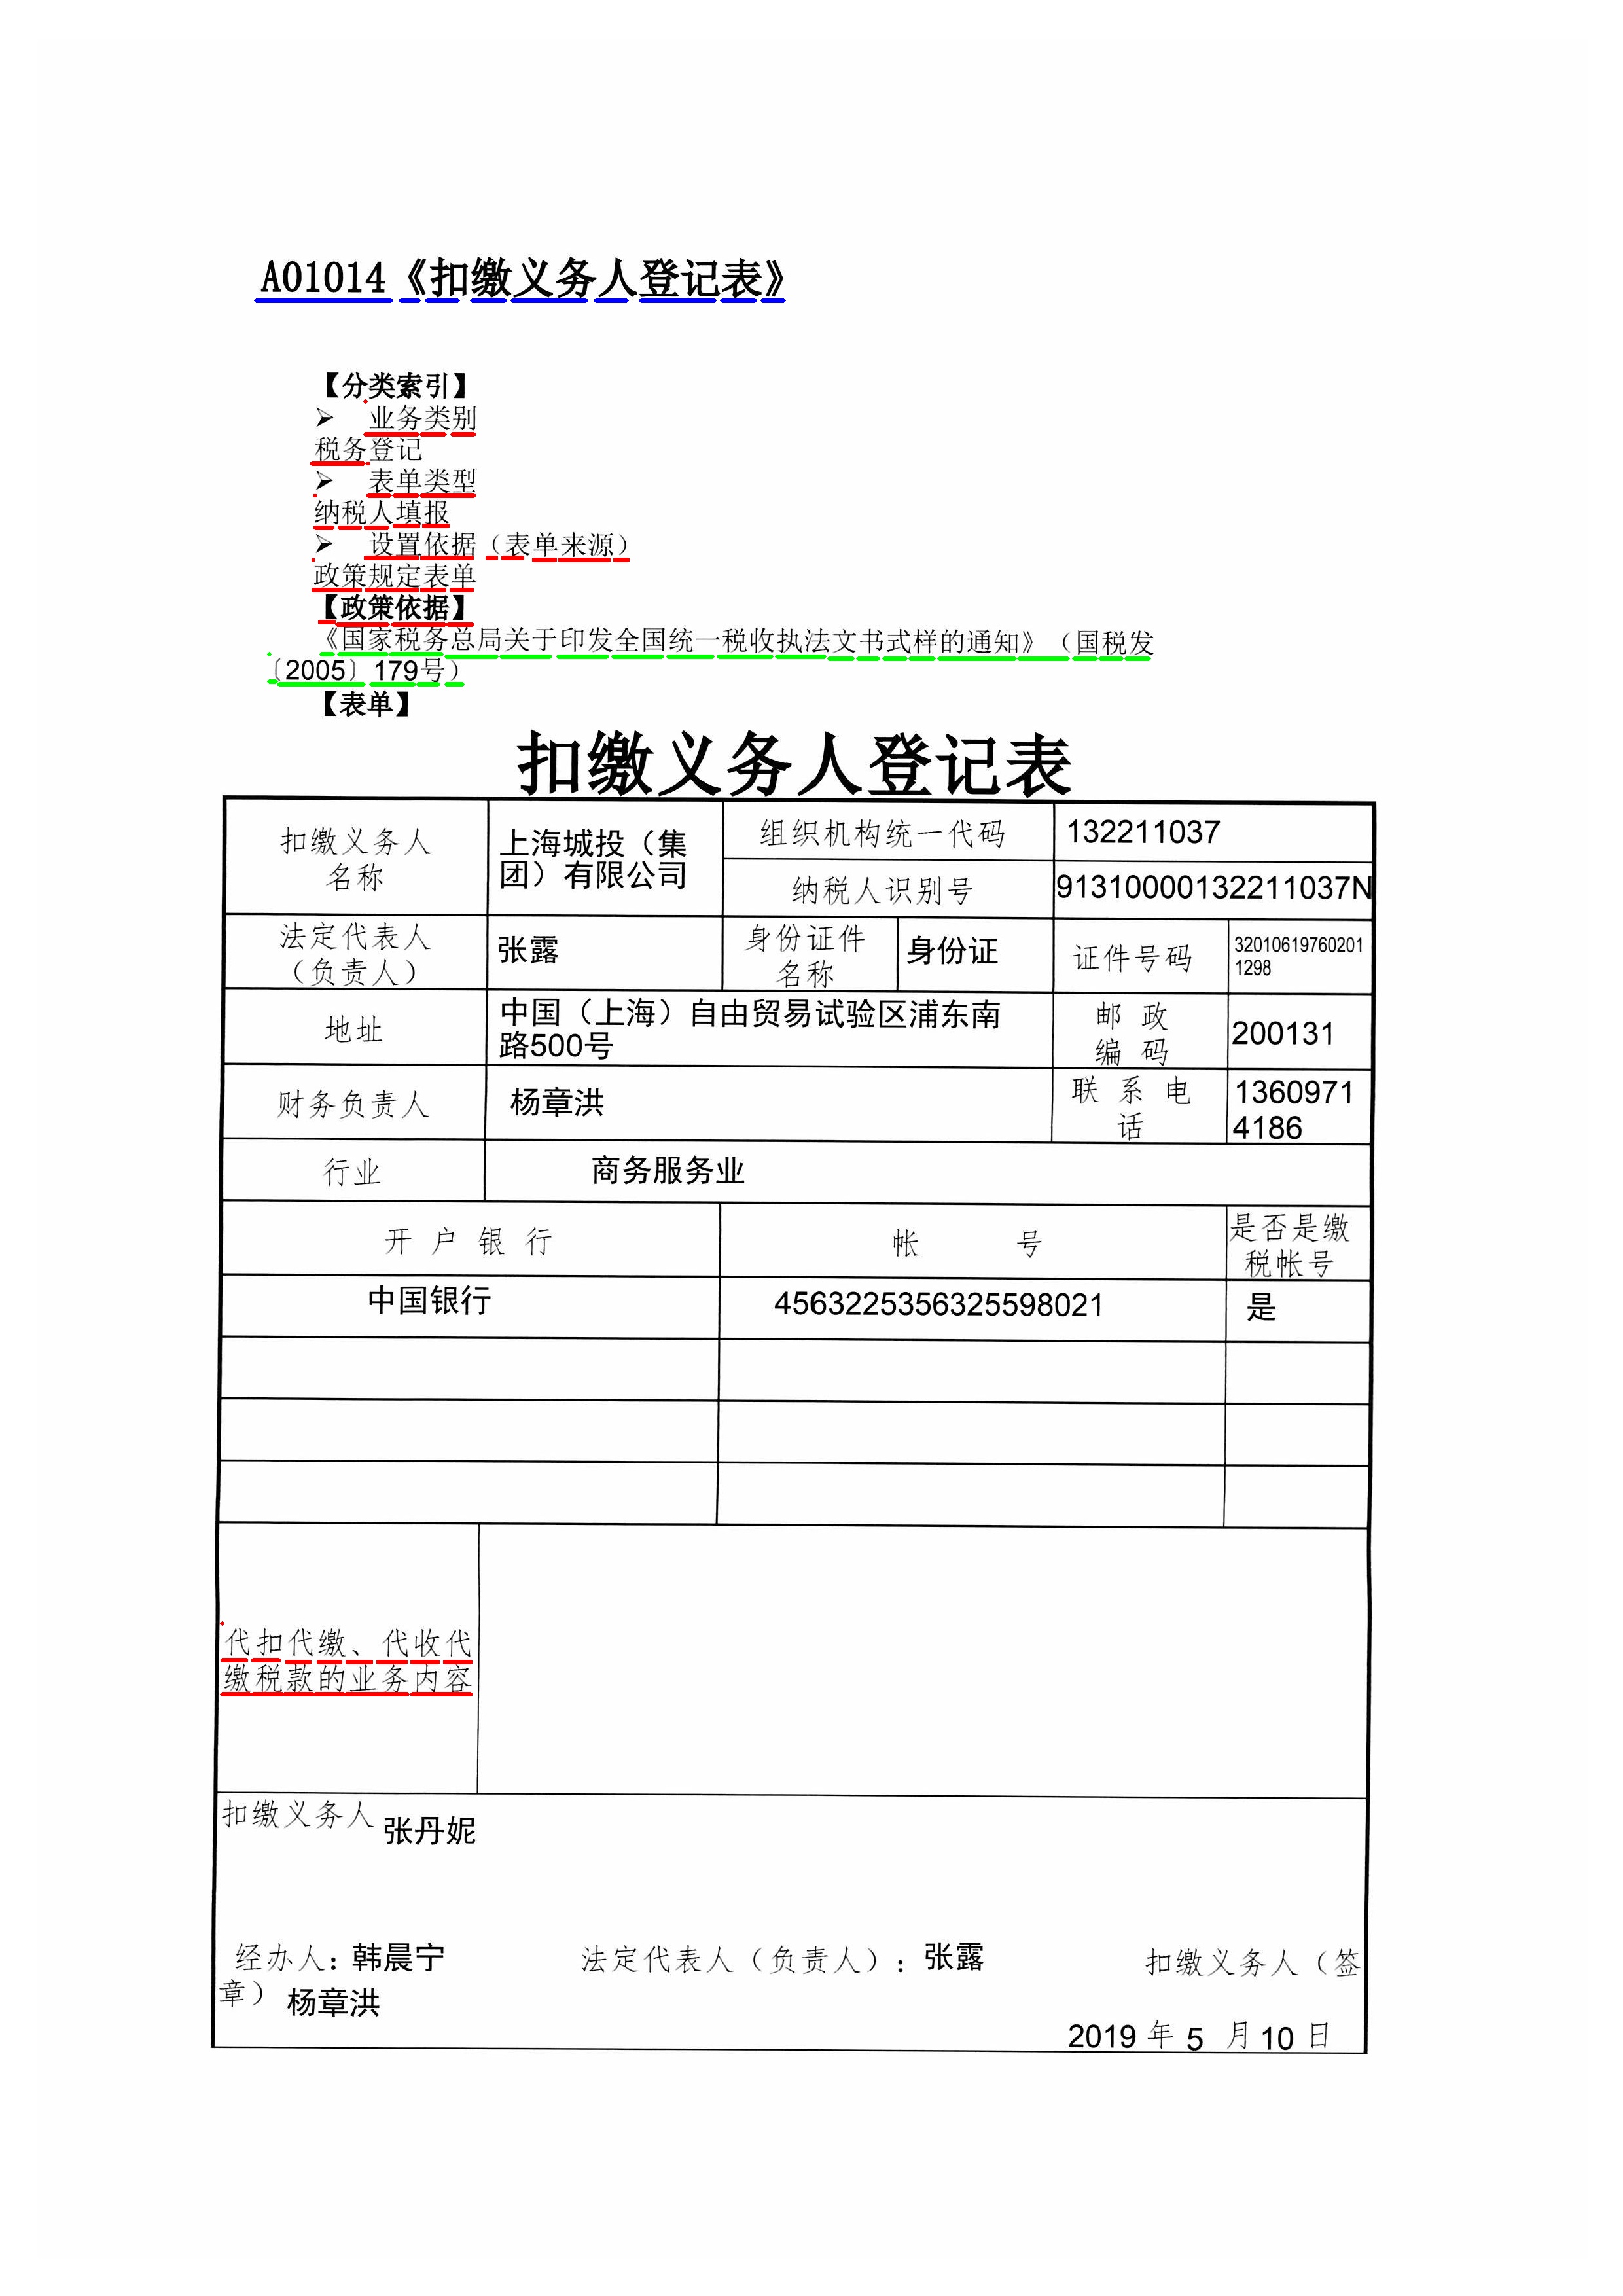 A01014《扣缴义务人登记表》
【分类索引】
➢ 业务类别
税务登记
➢ 表单类型
纳税人填报
➢ 设置依据（表单来源）
政策规定表单
【政策依据】
《国家税务总局关于印发全国统一税收执法文书式样的通知》（国税发
〔2005〕179号）
【表单】
扣缴义务人登记表
扣缴义务人
名称
上海城投（集
团）有限公司
组织机构统一代码
132211037
纳税人识别号
91310000132211037N
法定代表人
（负责人）
张露
身份证件
名称
身份证
证件号码
32010619760201
1298
地址
中国（上海）自由贸易试验区浦东南
路500号
邮 政
编 码
200131
财务负责人
杨章洪
联 系 电
话
1360971
4186
行业
商务服务业
开 户 银 行
帐 号
是否是缴
税帐号
中国银行
4563225356325598021
是
代扣代缴、代收代
缴税款的业务内容
扣缴义务人 张丹妮
经办人：韩晨宁 法定代表人（负责人）：张露 扣缴义务人（签
章） 杨章洪
2019 年 5 月 10 日